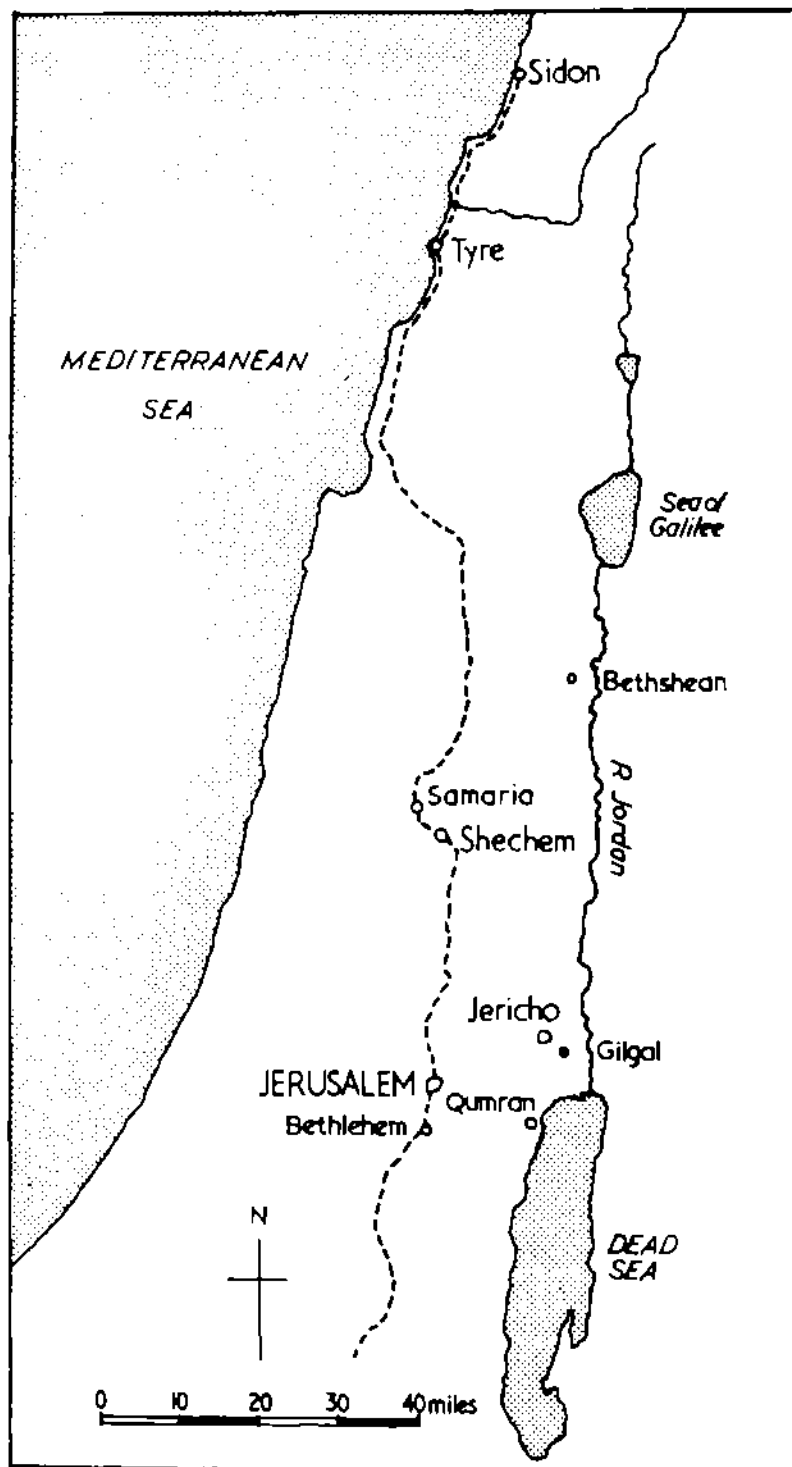 Sidon
Tyre
MEDITERRANEAN
SEA
Sea of
Galilee
Bethshean
R Jordan
Samaria
Shechem
Jericho
Gilgal
JERUSALEM
Qumran
Bethlehem
N
DEAD
SEA
0 10 20 30 40 miles